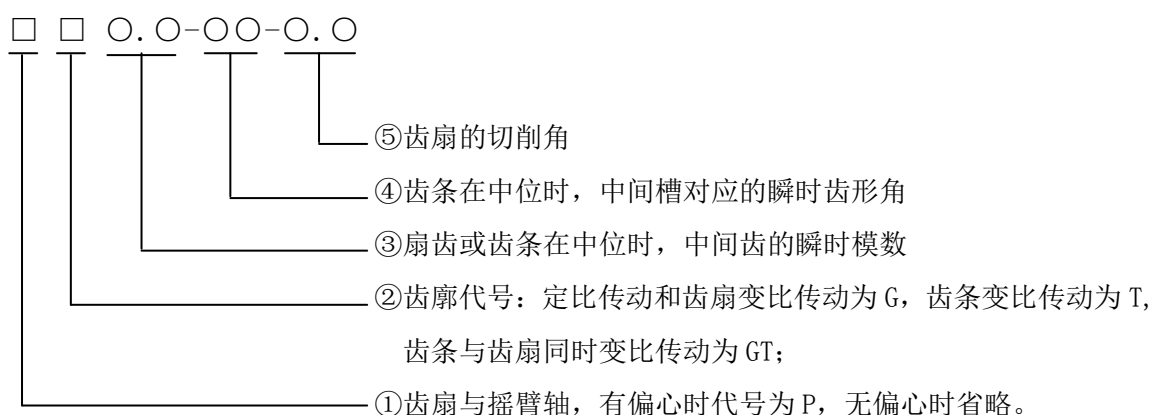 □ □ ○.○-○○-○.○
⑤齿扇的切削角
④齿条在中位时，中间槽对应的瞬时齿形角
③扇齿或齿条在中位时，中间齿的瞬时模数
②齿廓代号：定比传动和齿扇变比传动为 G，齿条变比传动为 T,
齿条与齿扇同时变比传动为 GT；
①齿扇与摇臂轴，有偏心时代号为 P，无偏心时省略。